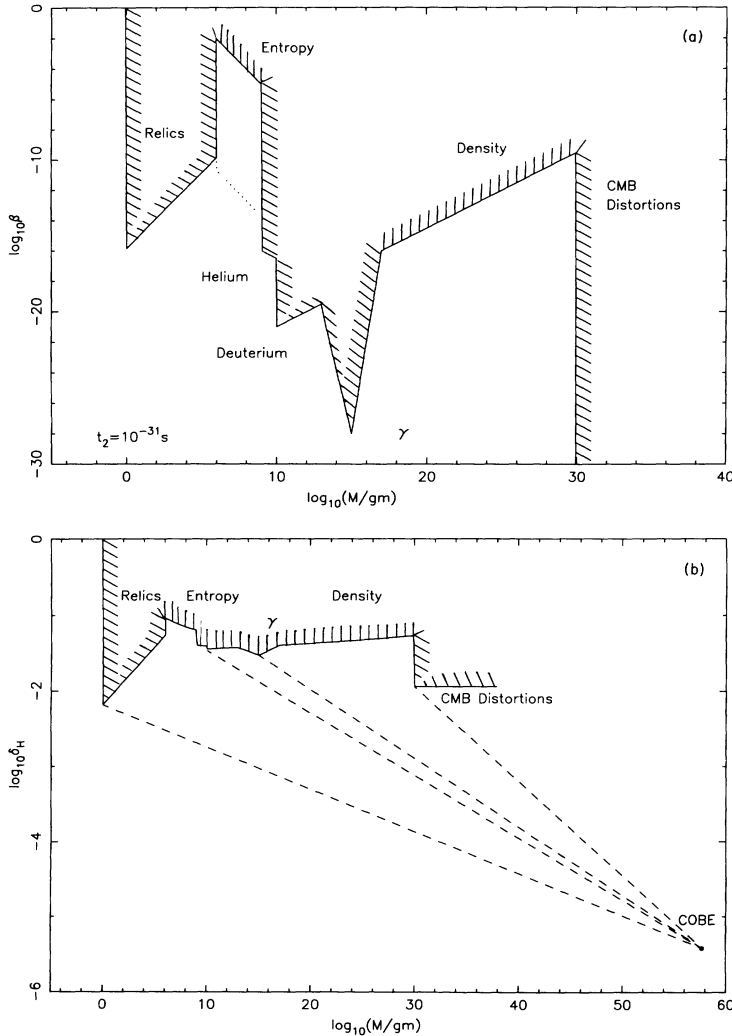 (a)
0
-10
-20
-30
log₁₀β
Entropy
Relics
Density
CMB
Distortions
Helium
Deuterium
t₂=10⁻³¹s
γ
0
10
20
30
40
log₁₀(M/gm)
(b)
0
-2
-4
-6
log₁₀δ_H
Relics
Entropy
γ
Density
CMB Distortions
COBE
0
10
20
30
40
50
60
log₁₀(M/gm)